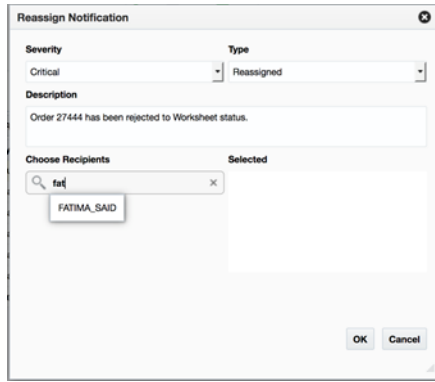 Reassign Notification
Severity
Type
Critical
Reassigned
Description
Order 27444 has been rejected to Worksheet status.
Choose Recipients
Selected
fat
FATIMA_SAID
OK
Cancel